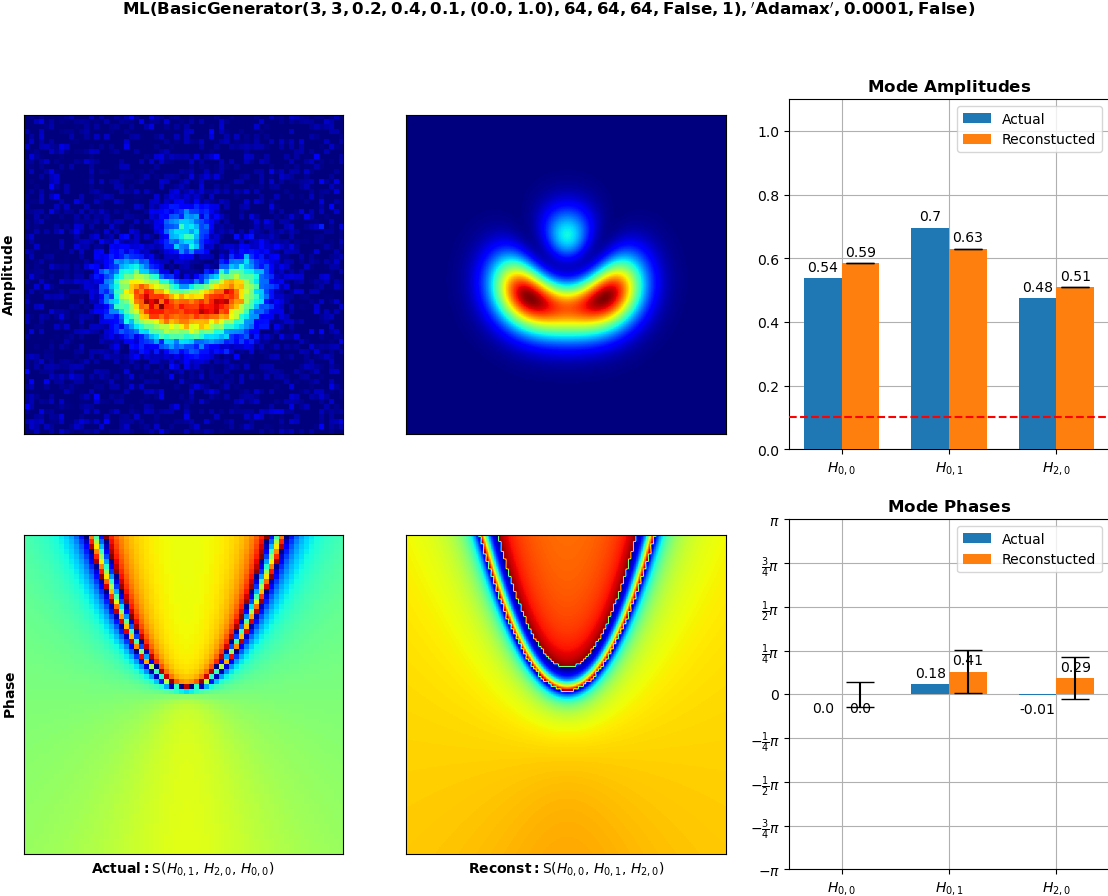 ML(BasicGenerator(3, 3, 0.2, 0.4, 0.1, (0.0, 1.0), 64, 64, 64, False, 1), ′Adamax′, 0.0001, False)
Amplitude
Mode Amplitudes
Actual
Reconstucted
1.0
0.8
0.6
0.4
0.2
0.0
0.54
0.59
0.7
0.63
0.48
0.51
H0,0
H0,1
H2,0
Phase
Actual: S(H0,1, H2,0, H0,0)
Reconst: S(H0,0, H0,1, H2,0)
Mode Phases
Actual
Reconstucted
π
3/4π
1/2π
1/4π
0
−1/4π
−1/2π
−3/4π
−π
0.0
0.0
0.18
0.41
-0.01
0.29
H0,0
H0,1
H2,0